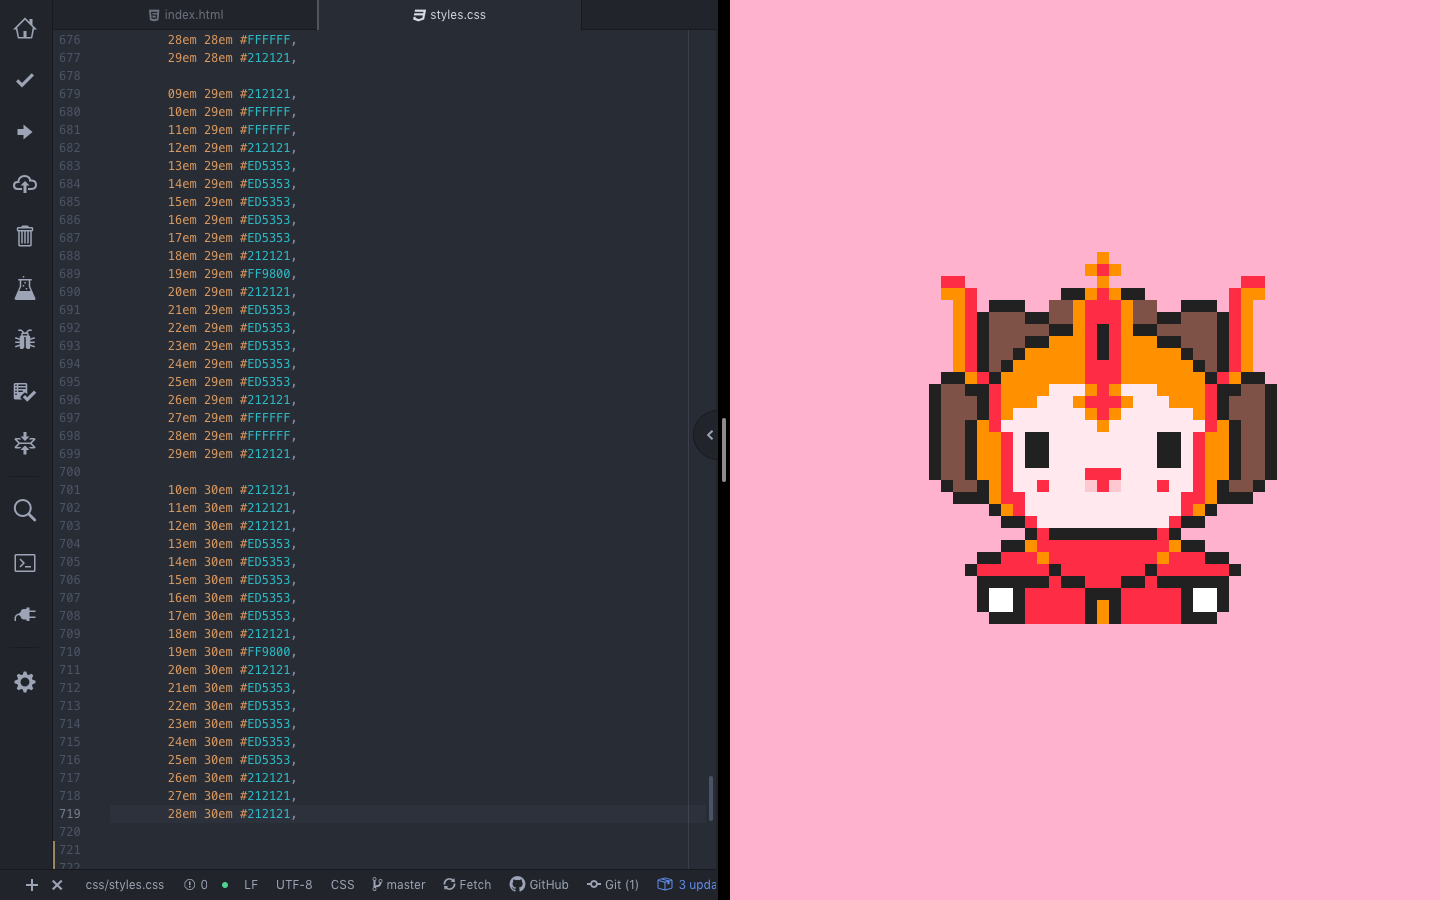 index.html
styles.css
676 28em 28em #FFFFFF,
677 29em 28em #212121,
678
679 09em 29em #212121,
680 10em 29em #FFFFFF,
681 11em 29em #FFFFFF,
682 12em 29em #212121,
683 13em 29em #ED5353,
684 14em 29em #ED5353,
685 15em 29em #ED5353,
686 16em 29em #ED5353,
687 17em 29em #ED5353,
688 18em 29em #212121,
689 19em 29em #FF9800,
690 20em 29em #212121,
691 21em 29em #ED5353,
692 22em 29em #ED5353,
693 23em 29em #ED5353,
694 24em 29em #ED5353,
695 25em 29em #ED5353,
696 26em 29em #212121,
697 27em 29em #FFFFFF,
698 28em 29em #FFFFFF,
699 29em 29em #212121,
700
701 10em 30em #212121,
702 11em 30em #212121,
703 12em 30em #212121,
704 13em 30em #ED5353,
705 14em 30em #ED5353,
706 15em 30em #ED5353,
707 16em 30em #ED5353,
708 17em 30em #ED5353,
709 18em 30em #212121,
710 19em 30em #FF9800,
711 20em 30em #212121,
712 21em 30em #ED5353,
713 22em 30em #ED5353,
714 23em 30em #ED5353,
715 24em 30em #ED5353,
716 25em 30em #ED5353,
717 26em 30em #212121,
718 27em 30em #212121,
719 28em 30em #212121,
720
721
722
css/styles.css 0 LF UTF-8 CSS master Fetch GitHub Git (1) 3 upda